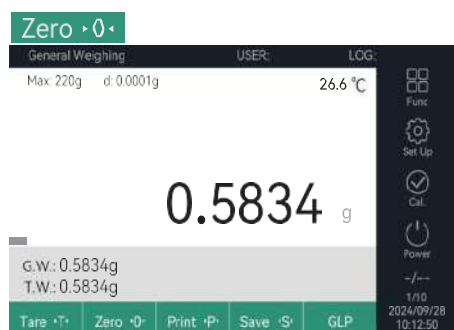 Zero ›0‹
General Weighing USER: LOG:
Max: 220g d: 0.0001g 26.6 °C
Func
Set Up
Cal.
0.5834 g
Power
G.W.: 0.5834g
T.W.: 0.5834g
-/--
1/10
Tare ›T‹ Zero ›0‹ Print ›P‹ Save ›S‹ GLP
2024/09/28
10:12:50